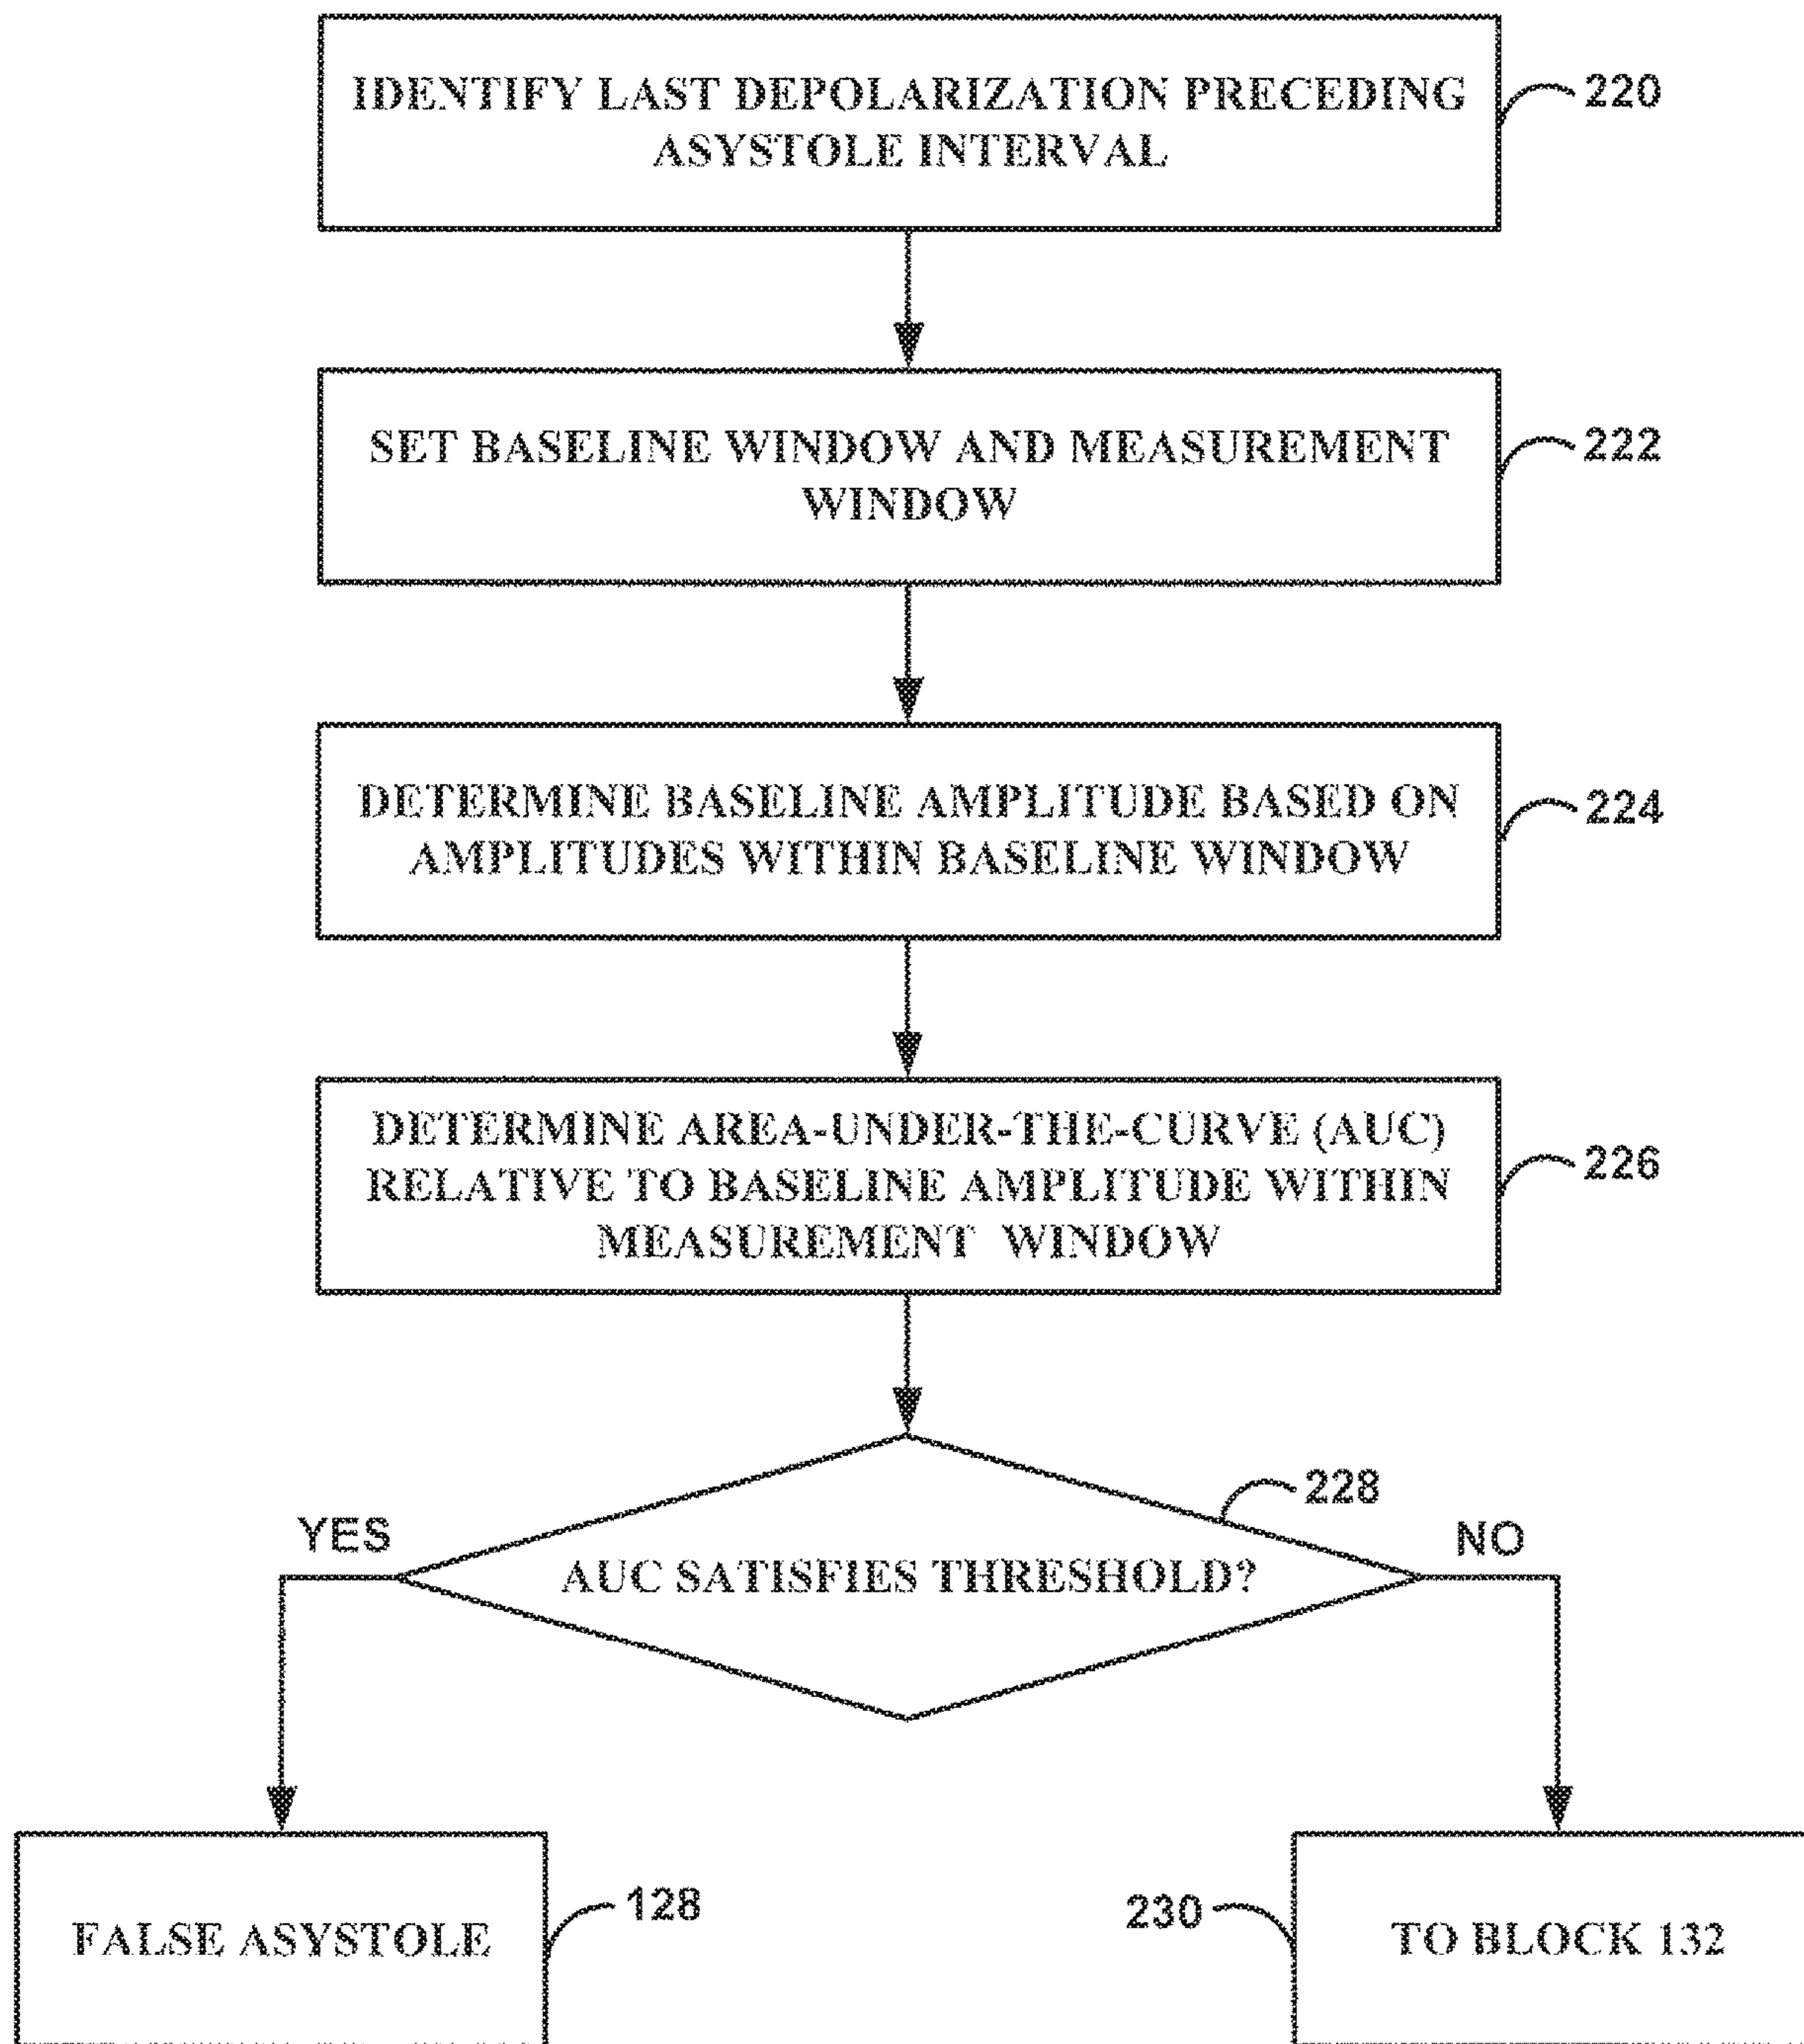 IDENTIFY LAST DEPOLARIZATION PRECEDING
ASYSTOLE INTERVAL
220
SET BASELINE WINDOW AND MEASUREMENT
WINDOW
222
DETERMINE BASELINE AMPLITUDE BASED ON
AMPLITUDES WITHIN BASELINE WINDOW
224
DETERMINE AREA-UNDER-THE-CURVE (AUC)
RELATIVE TO BASELINE AMPLITUDE WITHIN
MEASUREMENT WINDOW
226
228
YES
NO
AUC SATISFIES THRESHOLD?
FALSE ASYSTOLE
128
230
TO BLOCK 132